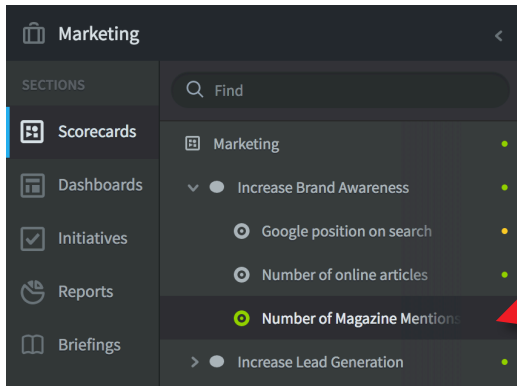 Marketing
SECTIONS
Scorecards
Dashboards
Initiatives
Reports
Briefings
Find
Marketing
Increase Brand Awareness
Google position on search
Number of online articles
Number of Magazine Mentions
Increase Lead Generation